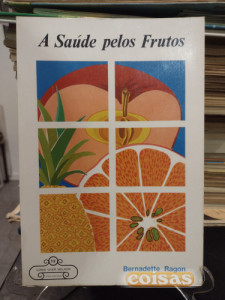 A Saúde pelos Frutos
Bernadette Ragon
coisas